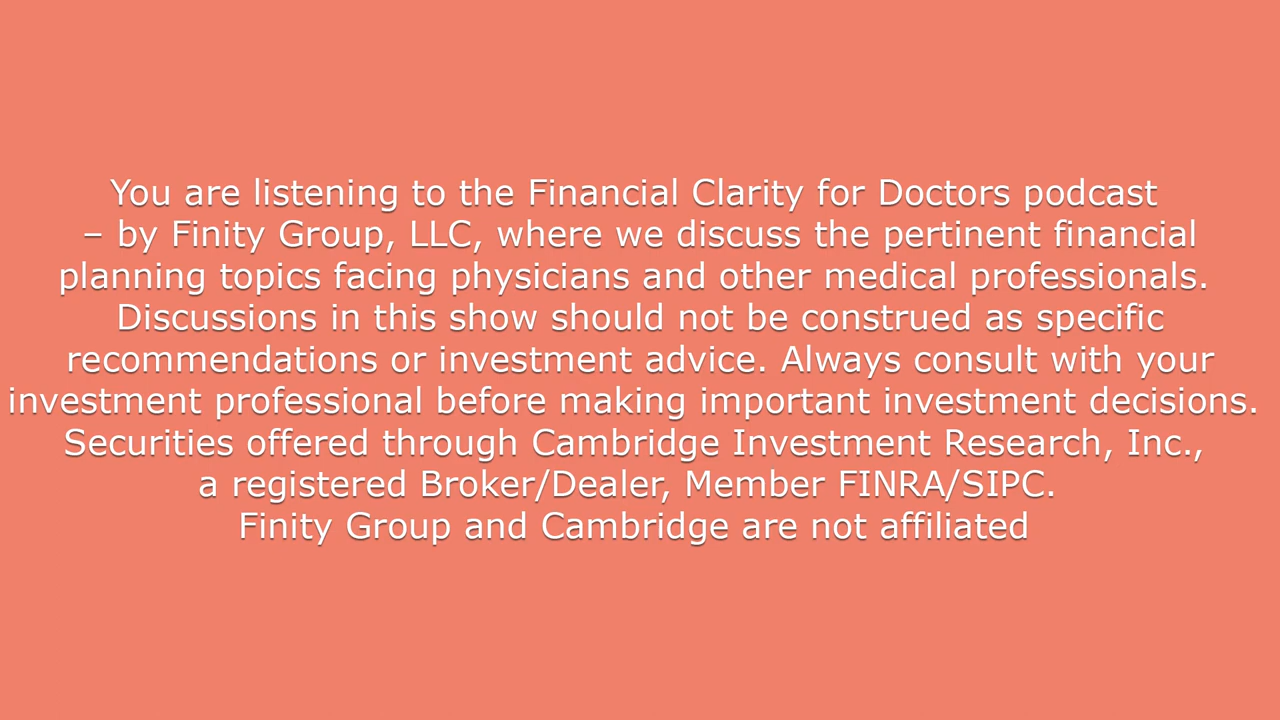 You are listening to the Financial Clarity for Doctors podcast
– by Finity Group, LLC, where we discuss the pertinent financial
planning topics facing physicians and other medical professionals.
Discussions in this show should not be construed as specific
recommendations or investment advice. Always consult with your
investment professional before making important investment decisions.
Securities offered through Cambridge Investment Research, Inc.,
a registered Broker/Dealer, Member FINRA/SIPC.
Finity Group and Cambridge are not affiliated